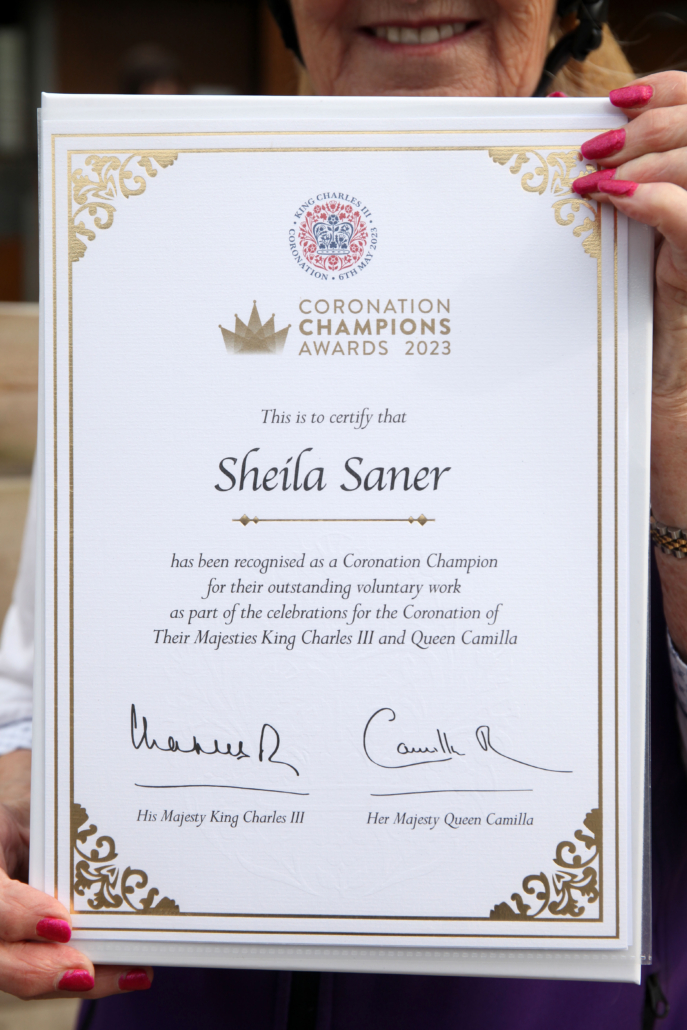 KING CHARLES III
CORONATION • 6TH MAY 2023
CORONATION
CHAMPIONS
AWARDS 2023
This is to certify that
Sheila Saner
has been recognised as a Coronation Champion
for their outstanding voluntary work
as part of the celebrations for the Coronation of
Their Majesties King Charles III and Queen Camilla
Charles R
Camilla R
His Majesty King Charles III
Her Majesty Queen Camilla